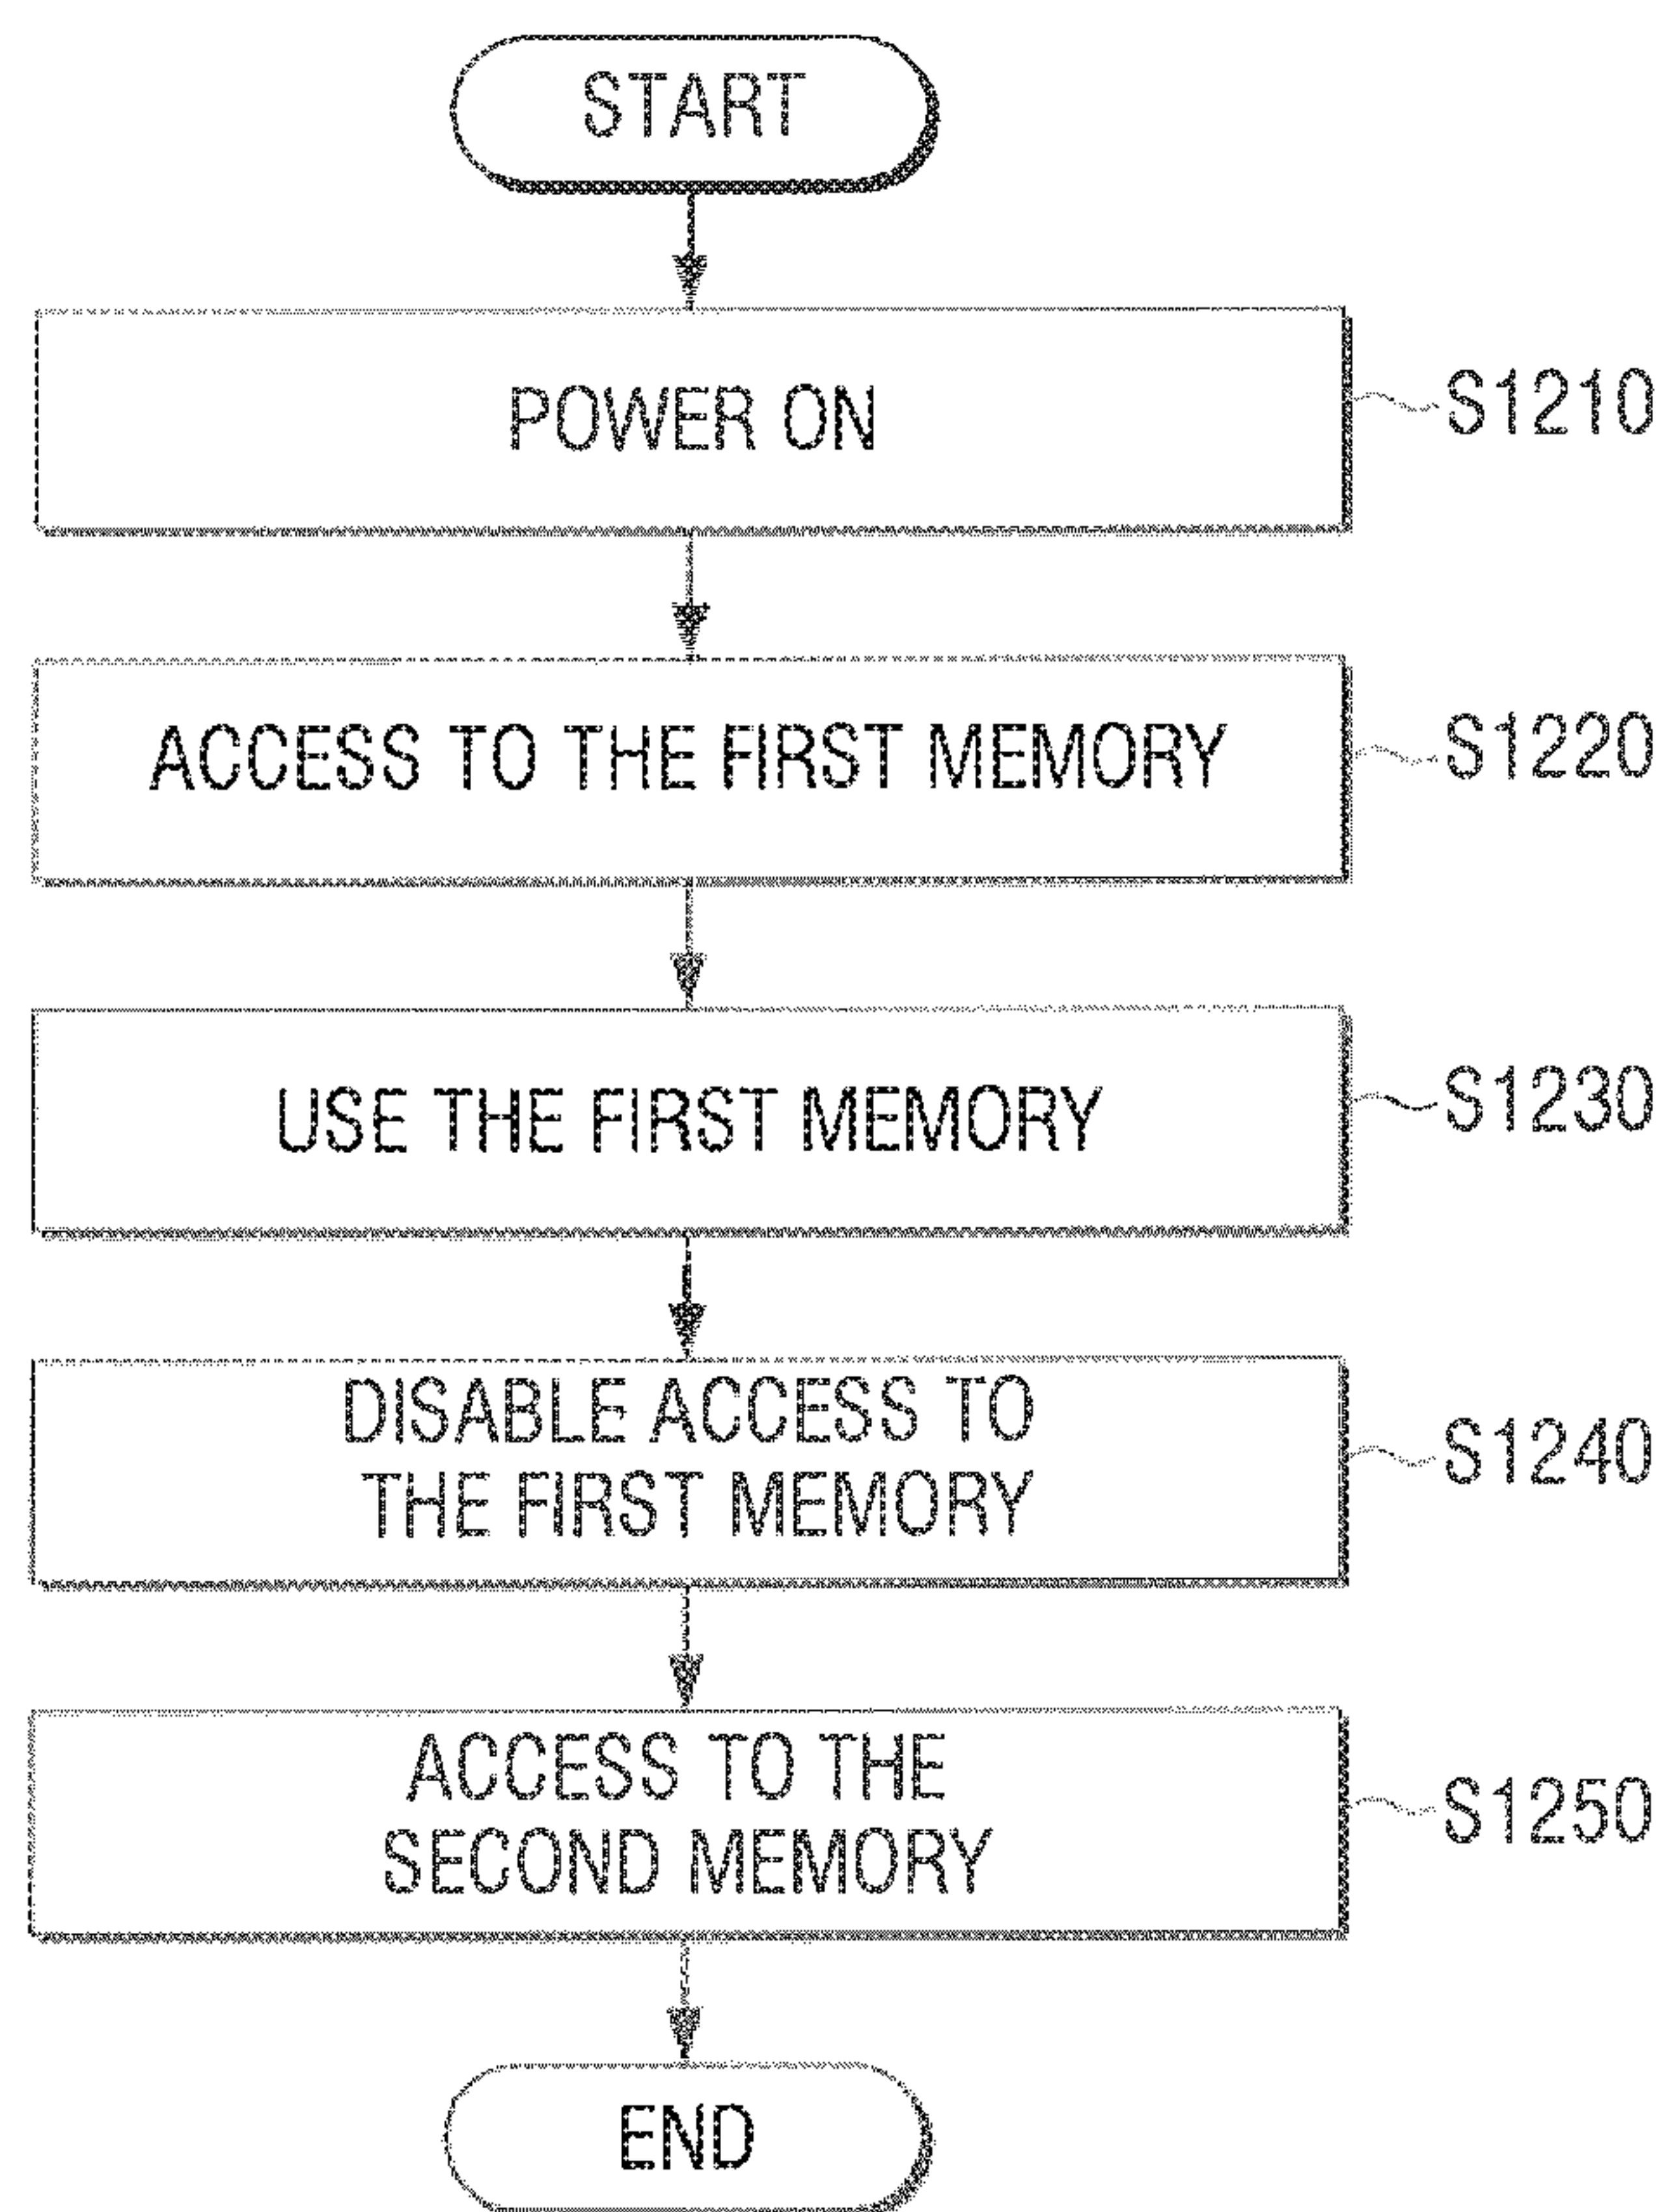 START
POWER ON
S1210
ACCESS TO THE FIRST MEMORY
S1220
USE THE FIRST MEMORY
S1230
DISABLE ACCESS TO
THE FIRST MEMORY
S1240
ACCESS TO THE
SECOND MEMORY
S1250
END